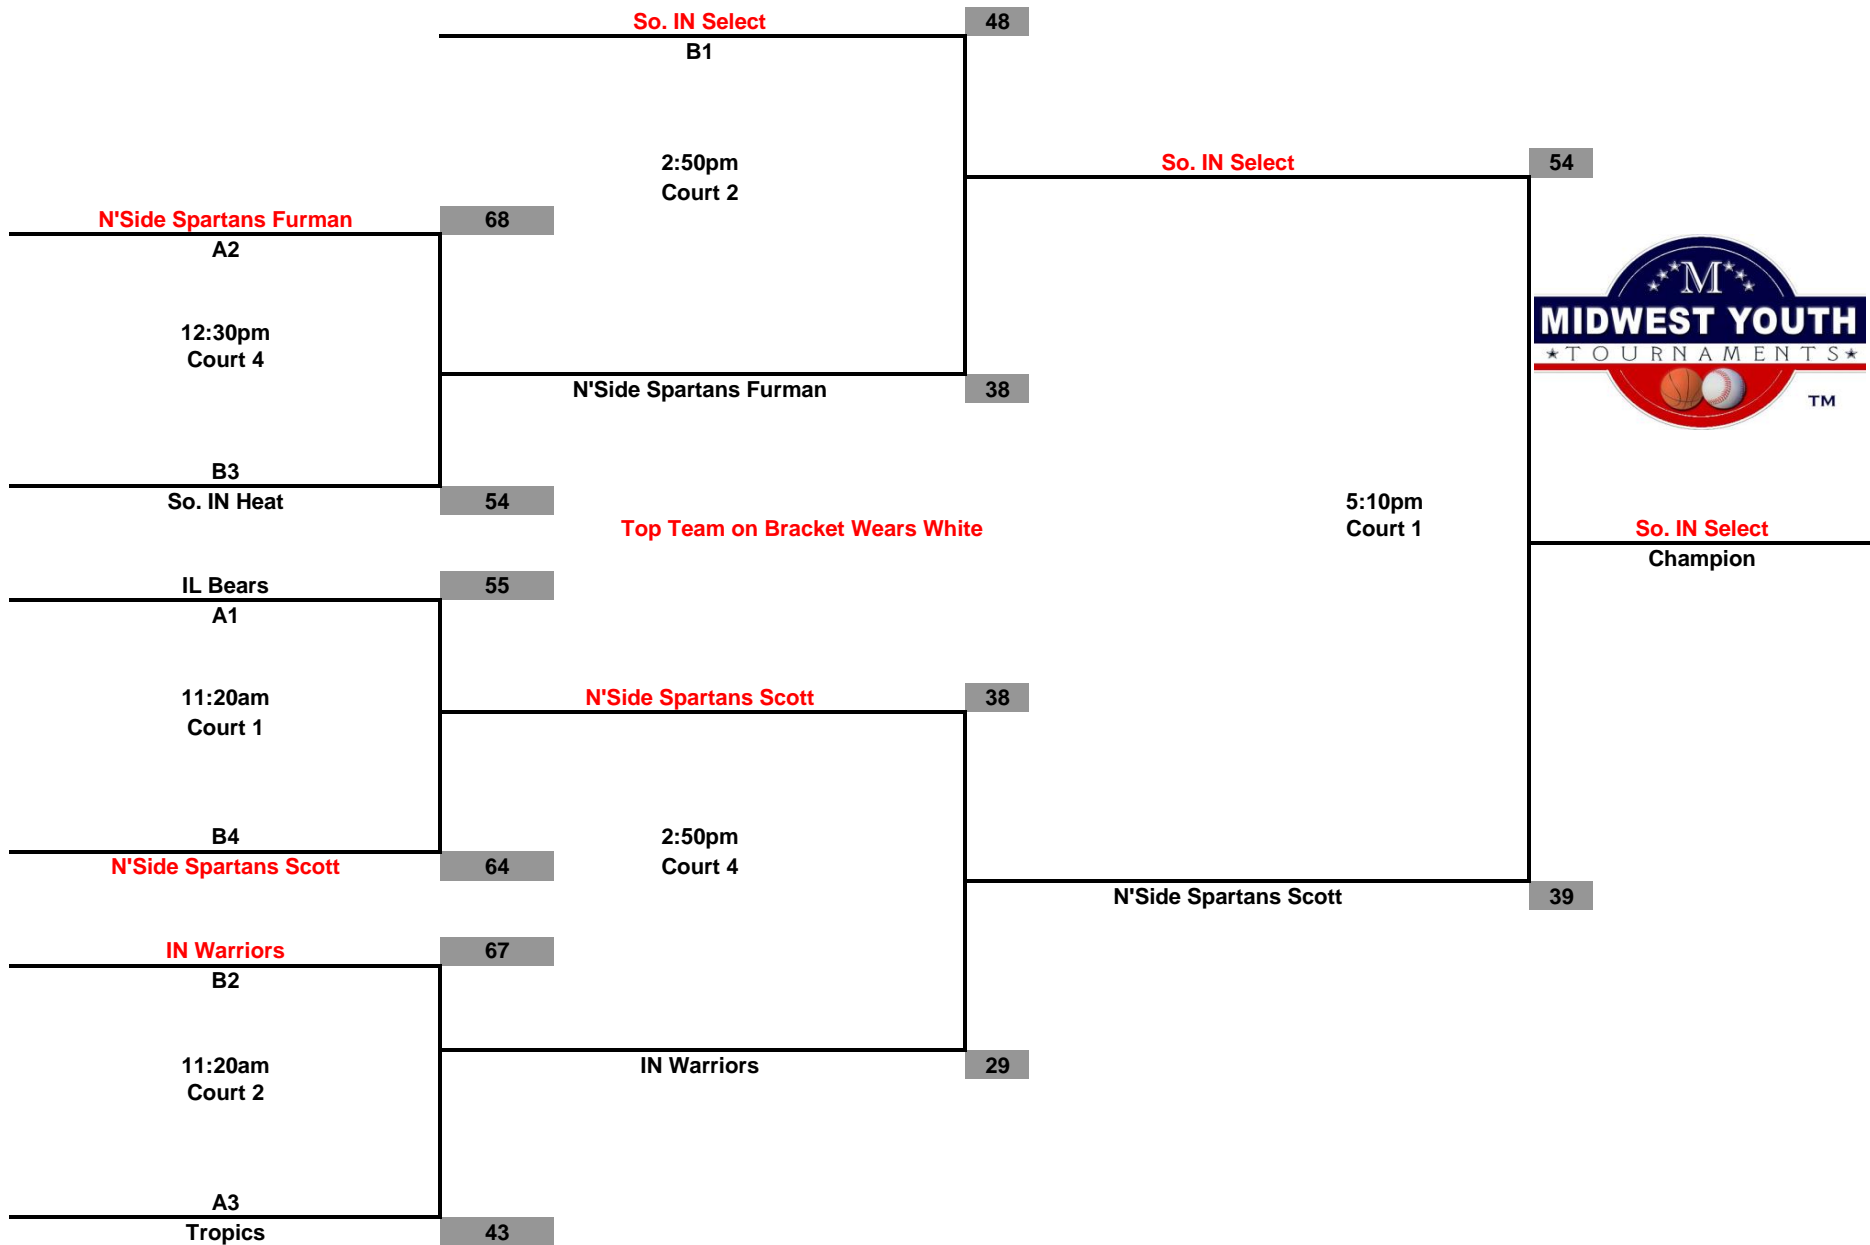 So. IN Select 48
B1
2:50pm
Court 2
So. IN Select 54
N'Side Spartans Furman 68
A2
12:30pm
Court 4
N'Side Spartans Furman 38
B3
So. IN Heat 54
M
MIDWEST YOUTH
TOURNAMENTS
TM
Top Team on Bracket Wears White
5:10pm
Court 1
So. IN Select
Champion
IL Bears 55
A1
11:20am
Court 1
N'Side Spartans Scott 38
B4
N'Side Spartans Scott 64
2:50pm
Court 4
N'Side Spartans Scott 39
IN Warriors 67
B2
11:20am
Court 2
IN Warriors 29
A3
Tropics 43